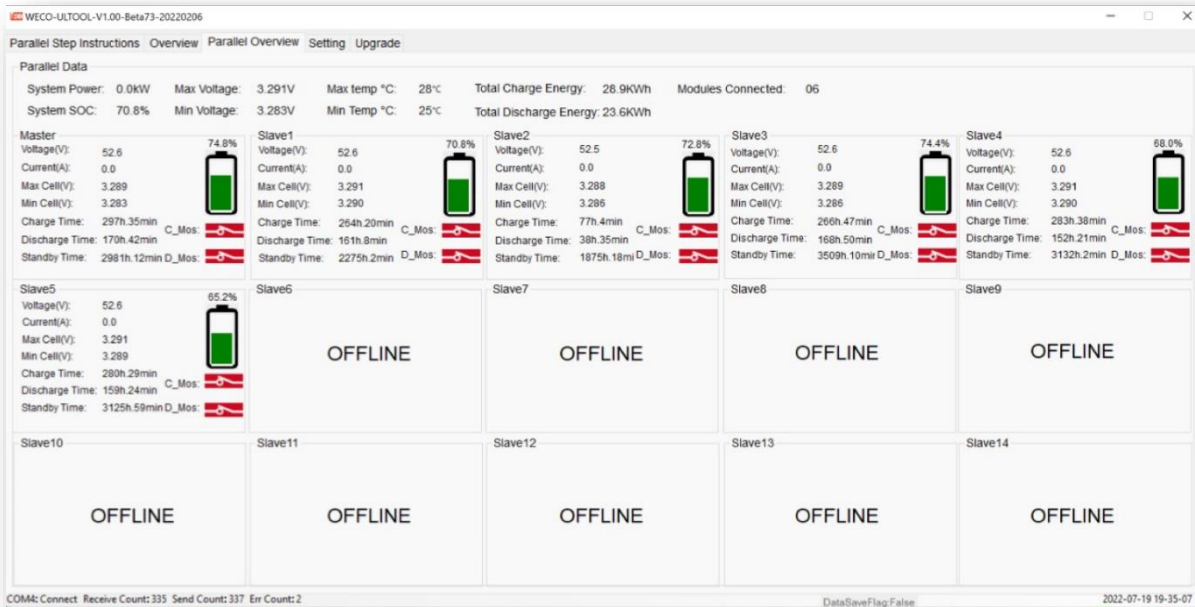 WECO-ULTOOL-V1.00-Beta73-20220206
Parallel Step Instructions Overview Parallel Overview Setting Upgrade
Parallel Data
System Power: 0.0kW Max Voltage: 3.291V Max temp °C: 28℃ Total Charge Energy: 28.9KWh Modules Connected: 06
System SOC: 70.8% Min Voltage: 3.283V Min Temp °C: 25℃ Total Discharge Energy: 23.6KWh
Master
74.8%
Voltage(V): 52.6
Current(A): 0.0
Max Cell(V): 3.289
Min Cell(V): 3.283
Charge Time: 297h.35min C_Mos:
Discharge Time: 170h.42min
Standby Time: 2981h.12min D_Mos:
Slave1
70.8%
Voltage(V): 52.6
Current(A): 0.0
Max Cell(V): 3.291
Min Cell(V): 3.290
Charge Time: 264h.20min C_Mos:
Discharge Time: 161h.8min
Standby Time: 2275h.2min D_Mos:
Slave2
72.8%
Voltage(V): 52.5
Current(A): 0.0
Max Cell(V): 3.288
Min Cell(V): 3.286
Charge Time: 77h.4min C_Mos:
Discharge Time: 38h.35min
Standby Time: 1875h.18mi D_Mos:
Slave3
74.4%
Voltage(V): 52.6
Current(A): 0.0
Max Cell(V): 3.289
Min Cell(V): 3.286
Charge Time: 266h.47min C_Mos:
Discharge Time: 168h.50min
Standby Time: 3509h.10min D_Mos:
Slave4
68.0%
Voltage(V): 52.6
Current(A): 0.0
Max Cell(V): 3.291
Min Cell(V): 3.290
Charge Time: 283h.38min C_Mos:
Discharge Time: 152h.21min
Standby Time: 3132h.2min D_Mos:
Slave5
65.2%
Voltage(V): 52.6
Current(A): 0.0
Max Cell(V): 3.291
Min Cell(V): 3.289
Charge Time: 280h.29min C_Mos:
Discharge Time: 159h.24min
Standby Time: 3125h.59min D_Mos:
Slave6
OFFLINE
Slave7
OFFLINE
Slave8
OFFLINE
Slave9
OFFLINE
Slave10
OFFLINE
Slave11
OFFLINE
Slave12
OFFLINE
Slave13
OFFLINE
Slave14
OFFLINE
COM4: Connect Receive Count: 335 Send Count: 337 Err Count: 2 DataSaveFlag:False 2022-07-19 19-35-07